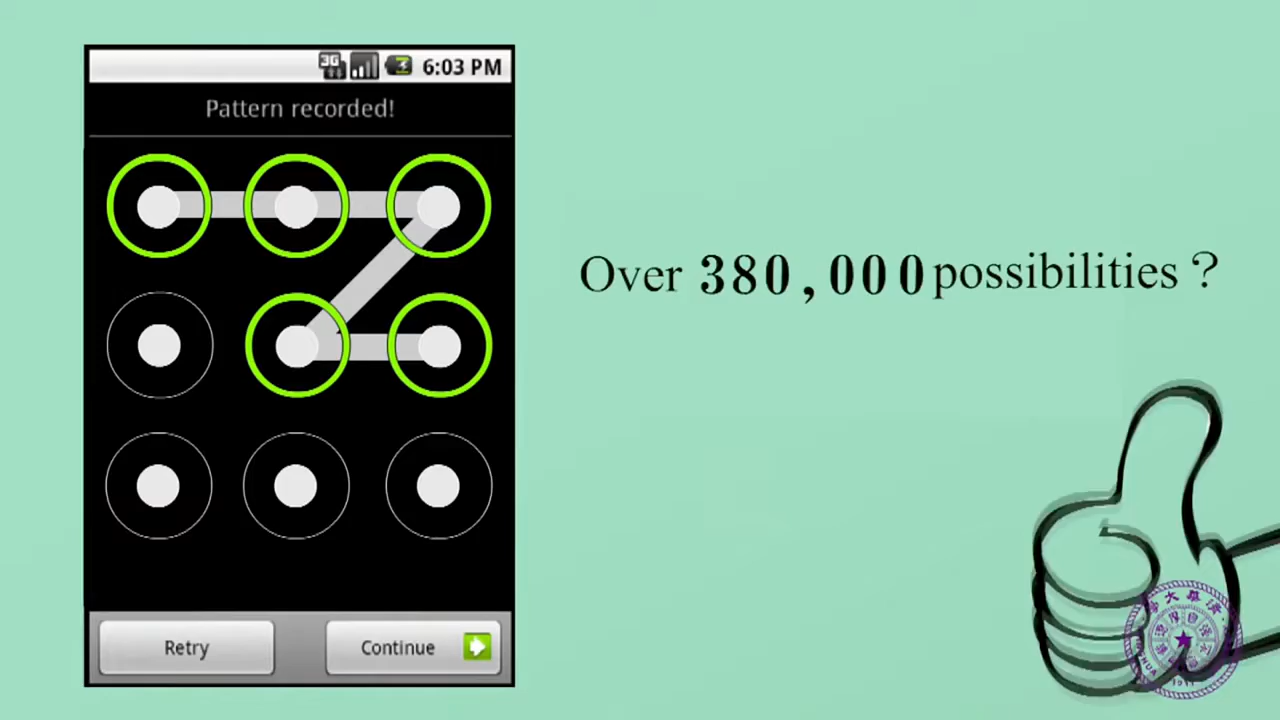 3G
6:03 PM
Pattern recorded!
Over 380,000 possibilities ?
Retry
Continue